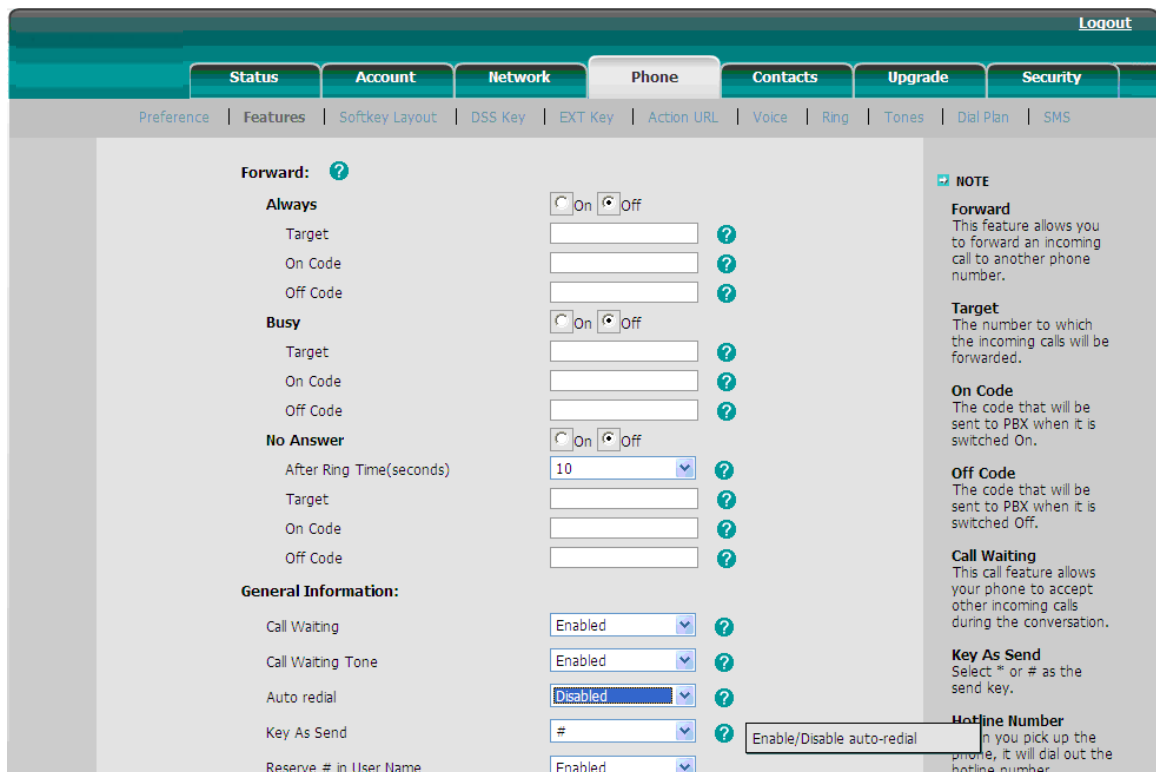 Logout
Status Account Network Phone Contacts Upgrade Security
Preference | Features | Softkey Layout | DSS Key | EXT Key | Action URL | Voice | Ring | Tones | Dial Plan | SMS
Forward: ?
Always On Off
Target ?
On Code ?
Off Code ?
Busy On Off
Target ?
On Code ?
Off Code ?
No Answer On Off
After Ring Time(seconds) 10 ?
Target ?
On Code ?
Off Code ?
General Information:
Call Waiting Enabled ?
Call Waiting Tone Enabled ?
Auto redial Disabled ?
Key As Send # ?
Enable/Disable auto-redial
Reserve # in User Name Enabled
NOTE
Forward
This feature allows you
to forward an incoming
call to another phone
number.
Target
The number to which
the incoming calls will be
forwarded.
On Code
The code that will be
sent to PBX when it is
switched On.
Off Code
The code that will be
sent to PBX when it is
switched Off.
Call Waiting
This call feature allows
your phone to accept
other incoming calls
during the conversation.
Key As Send
Select * or # as the
send key.
Hotline Number
n you pick up the
phone, it will dial out the
hotline number